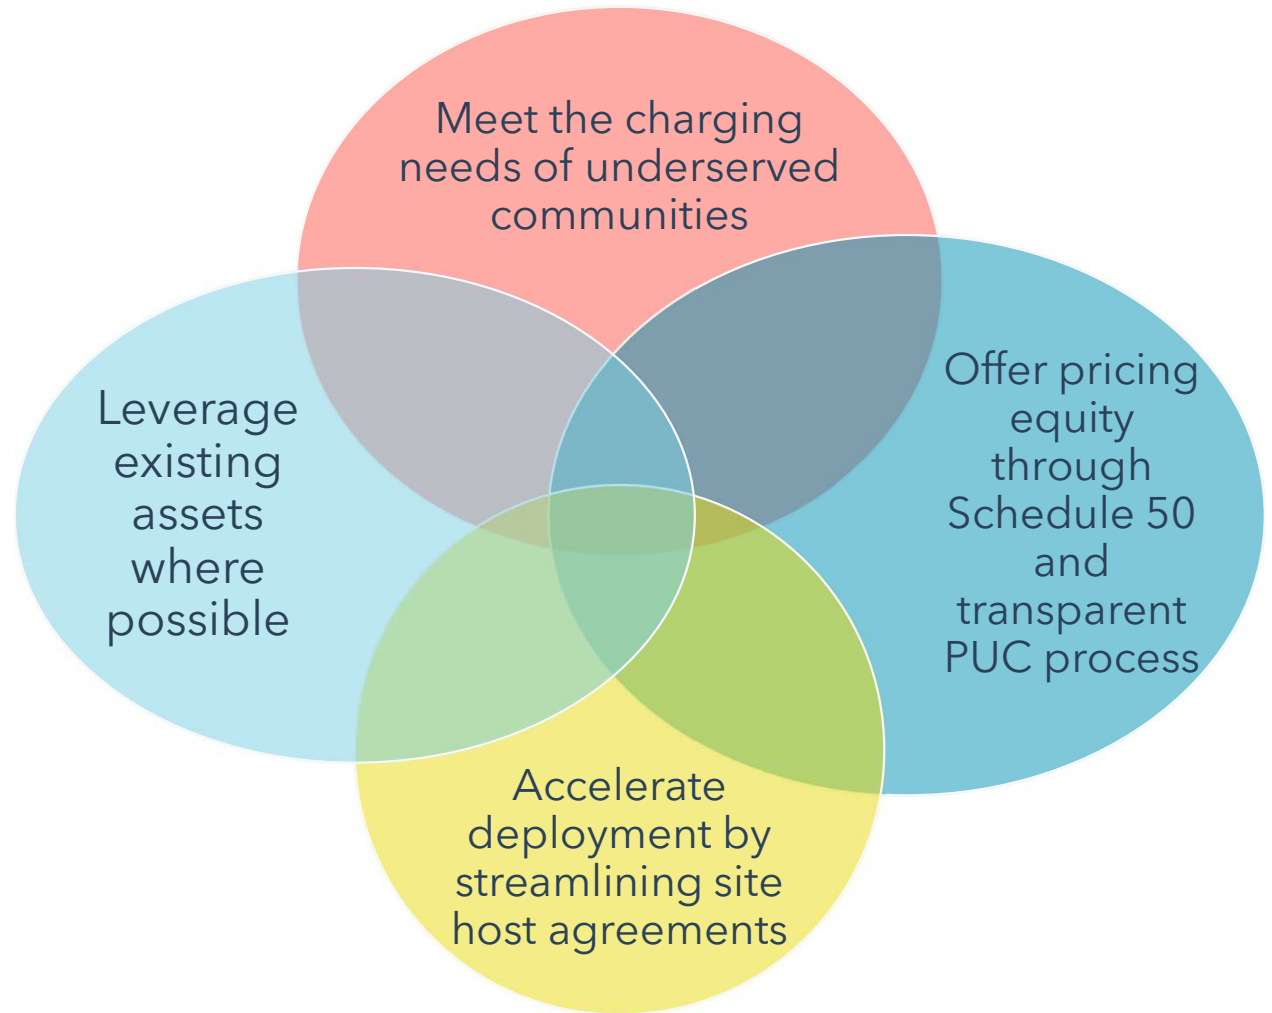 Meet the charging
needs of underserved
communities
Leverage
existing
assets
where
possible
Offer pricing
equity
through
Schedule 50
and
transparent
PUC process
Accelerate
deployment by
streamlining site
host agreements